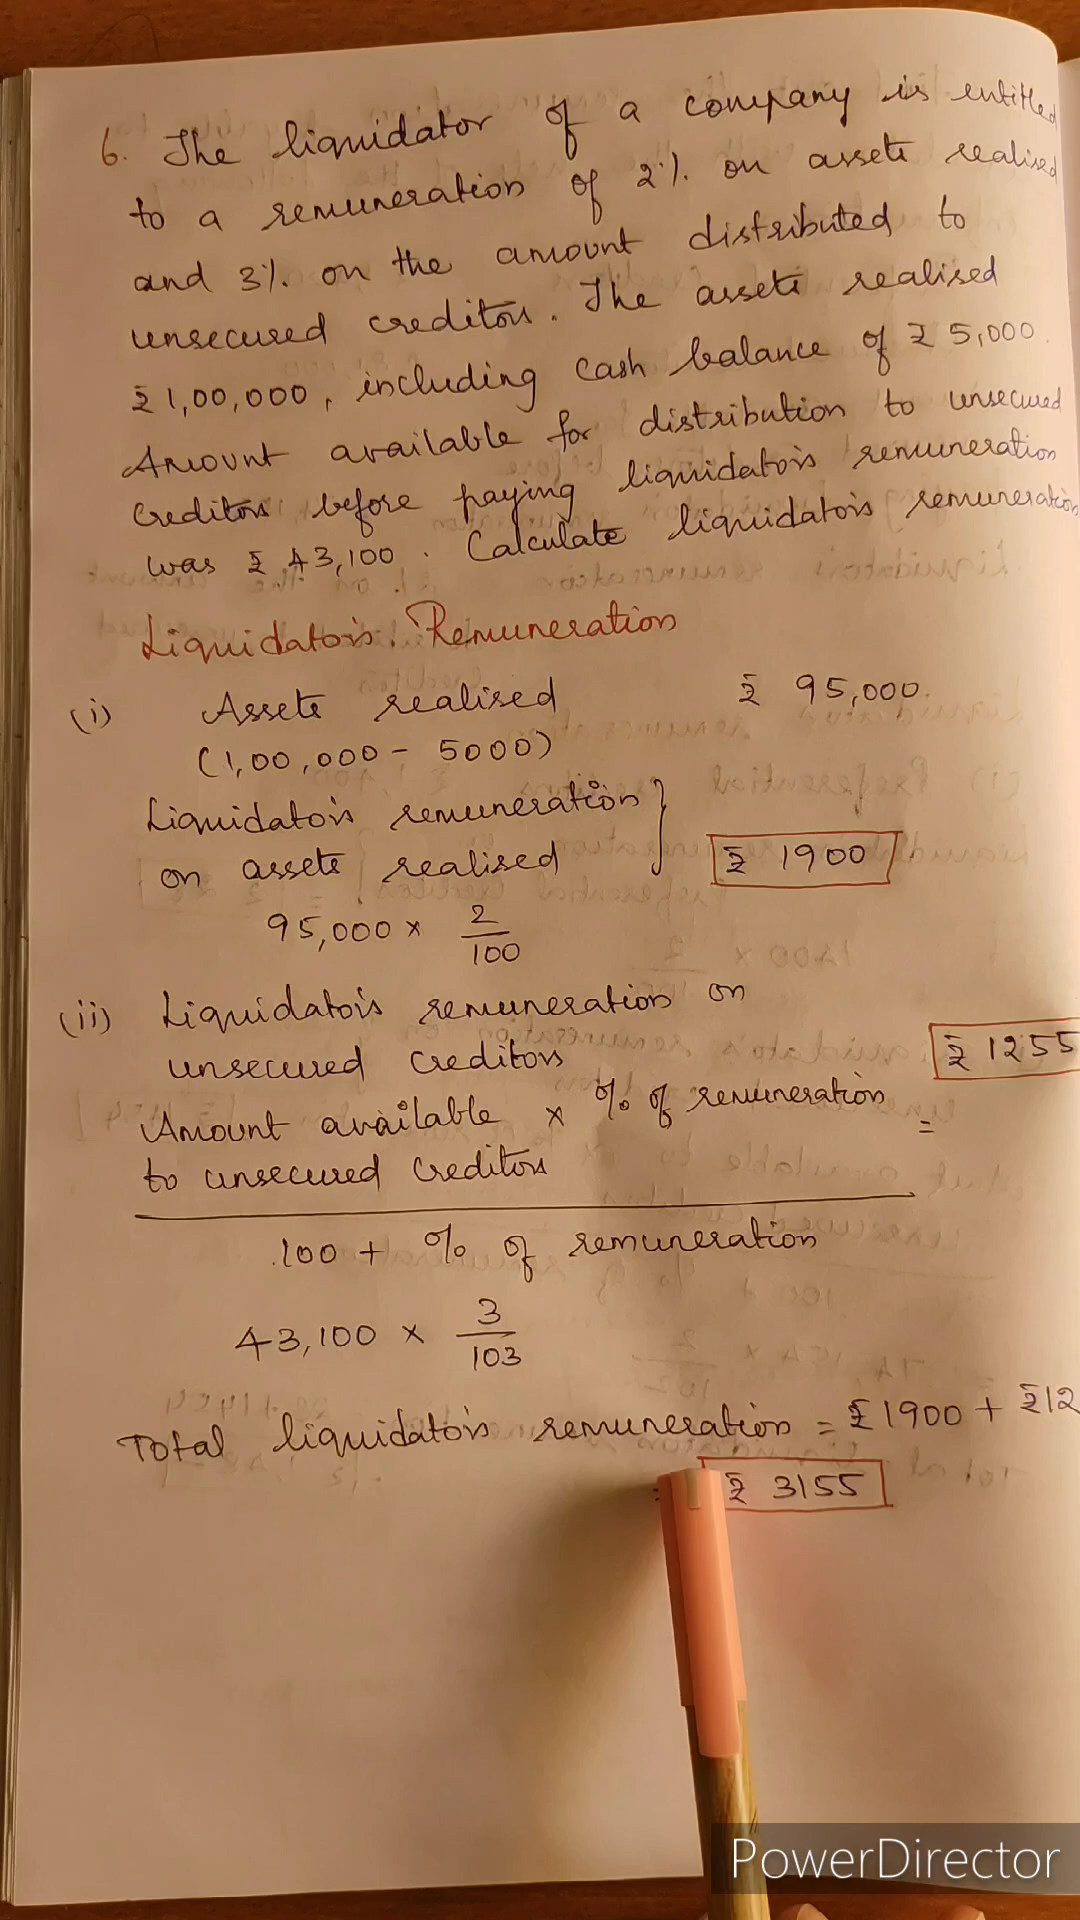 6. The liquidator of a company is entitled
to a remuneration of 2% on assets realised
and 3% on the amount distributed to
unsecured creditors. The assets realised
₹ 1,00,000, including cash balance of ₹ 5,000.
Amount available for distribution to unsecured
Creditors before paying liquidator's remuneration
was ₹ 43,100. Calculate liquidator's remuneration
Liquidator's Remuneration
(i) Assets realised ₹ 95,000.
(1,00,000 - 5000)
Liquidator's remuneration }
on assets realised ₹ 1900
95,000 × 2/100
(ii) Liquidator's remuneration on
unsecured Creditors ₹ 1255
Amount available × % of remuneration =
to unsecured Creditors
100 + % of remuneration
43,100 × 3/103
Total liquidator's remuneration = ₹ 1900 + ₹ 12
= ₹ 3155
PowerDirector